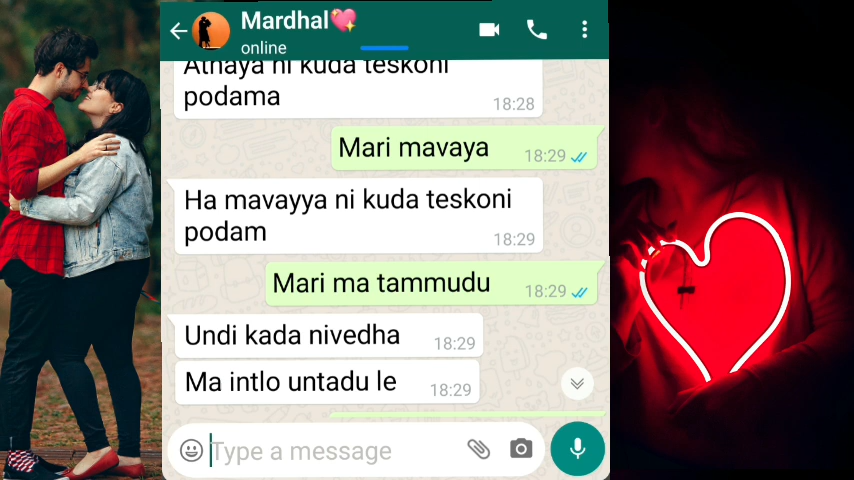 Mardhal
online
Athaya ni kuda teskoni
podama
18:28
Mari mavaya
18:29
Ha mavayya ni kuda teskoni
podam
18:29
Mari ma tammudu
18:29
Undi kada nivedha
18:29
Ma intlo untadu le
18:29
Type a message